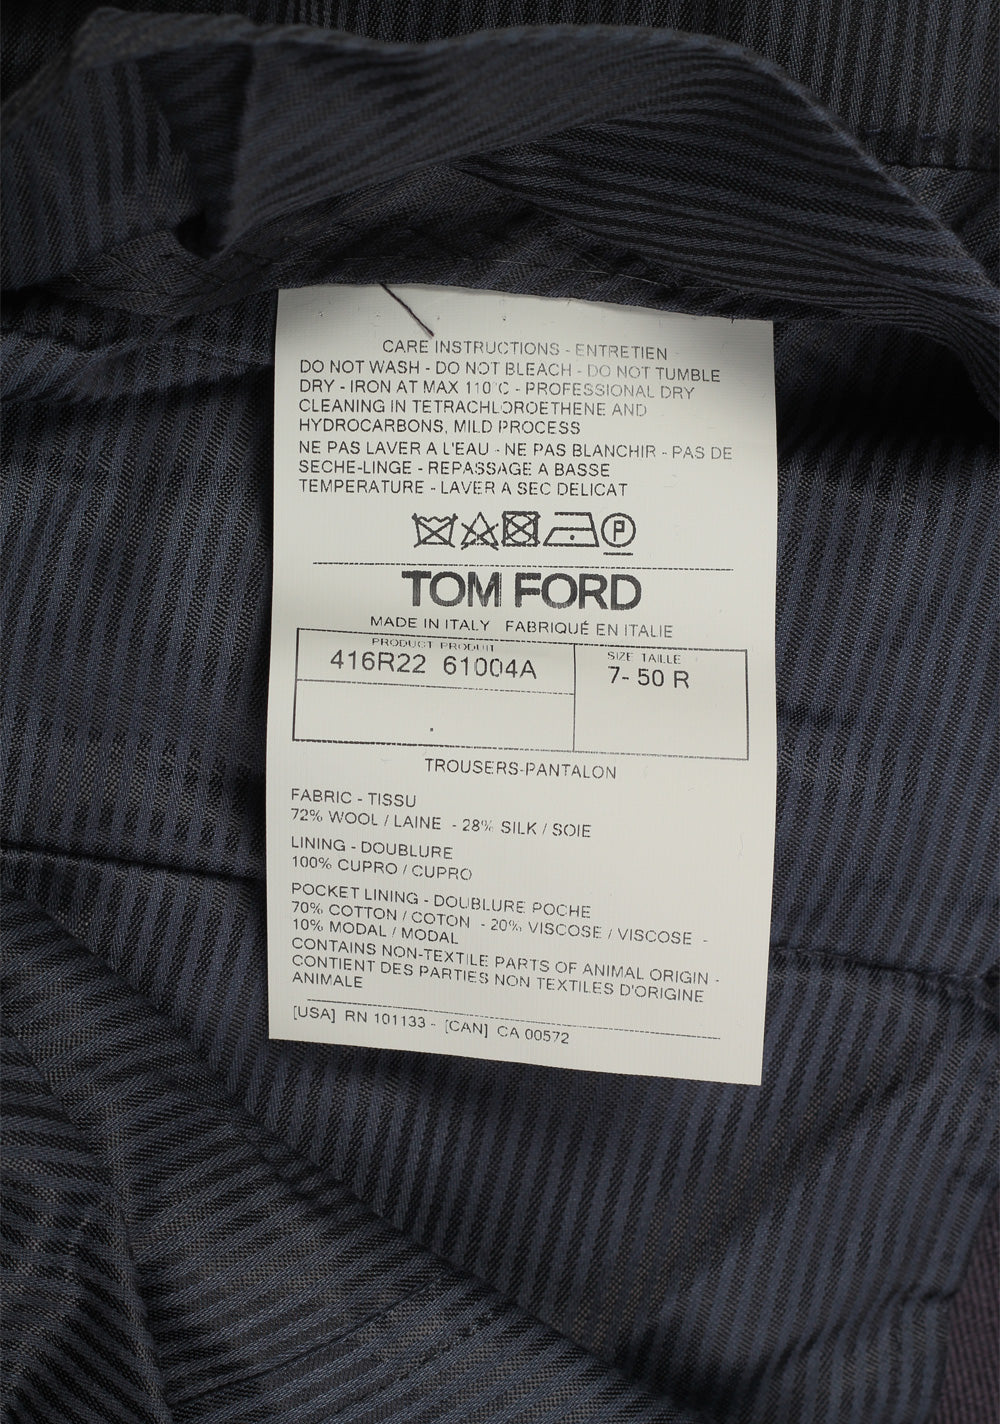 CARE INSTRUCTIONS - ENTRETIEN
DO NOT WASH - DO NOT BLEACH - DO NOT TUMBLE
DRY - IRON AT MAX 110°C - PROFESSIONAL DRY
CLEANING IN TETRACHLOROETHENE AND
HYDROCARBONS, MILD PROCESS
NE PAS LAVER A L'EAU - NE PAS BLANCHIR - PAS DE
SECHE-LINGE - REPASSAGE A BASSE
TEMPERATURE - LAVER A SEC DELICAT
P
TOM FORD
MADE IN ITALY FABRIQUÉ EN ITALIE
PRODUCT PRODUIT
416R22 61004A
SIZE TAILLE
7- 50 R
TROUSERS-PANTALON
FABRIC - TISSU
72% WOOL / LAINE - 28% SILK / SOIE
LINING - DOUBLURE
100% CUPRO / CUPRO
POCKET LINING - DOUBLURE POCHE
70% COTTON / COTON - 20% VISCOSE / VISCOSE -
10% MODAL / MODAL
CONTAINS NON-TEXTILE PARTS OF ANIMAL ORIGIN -
CONTIENT DES PARTIES NON TEXTILES D'ORIGINE
ANIMALE
[USA] RN 101133 - [CAN] CA 00572